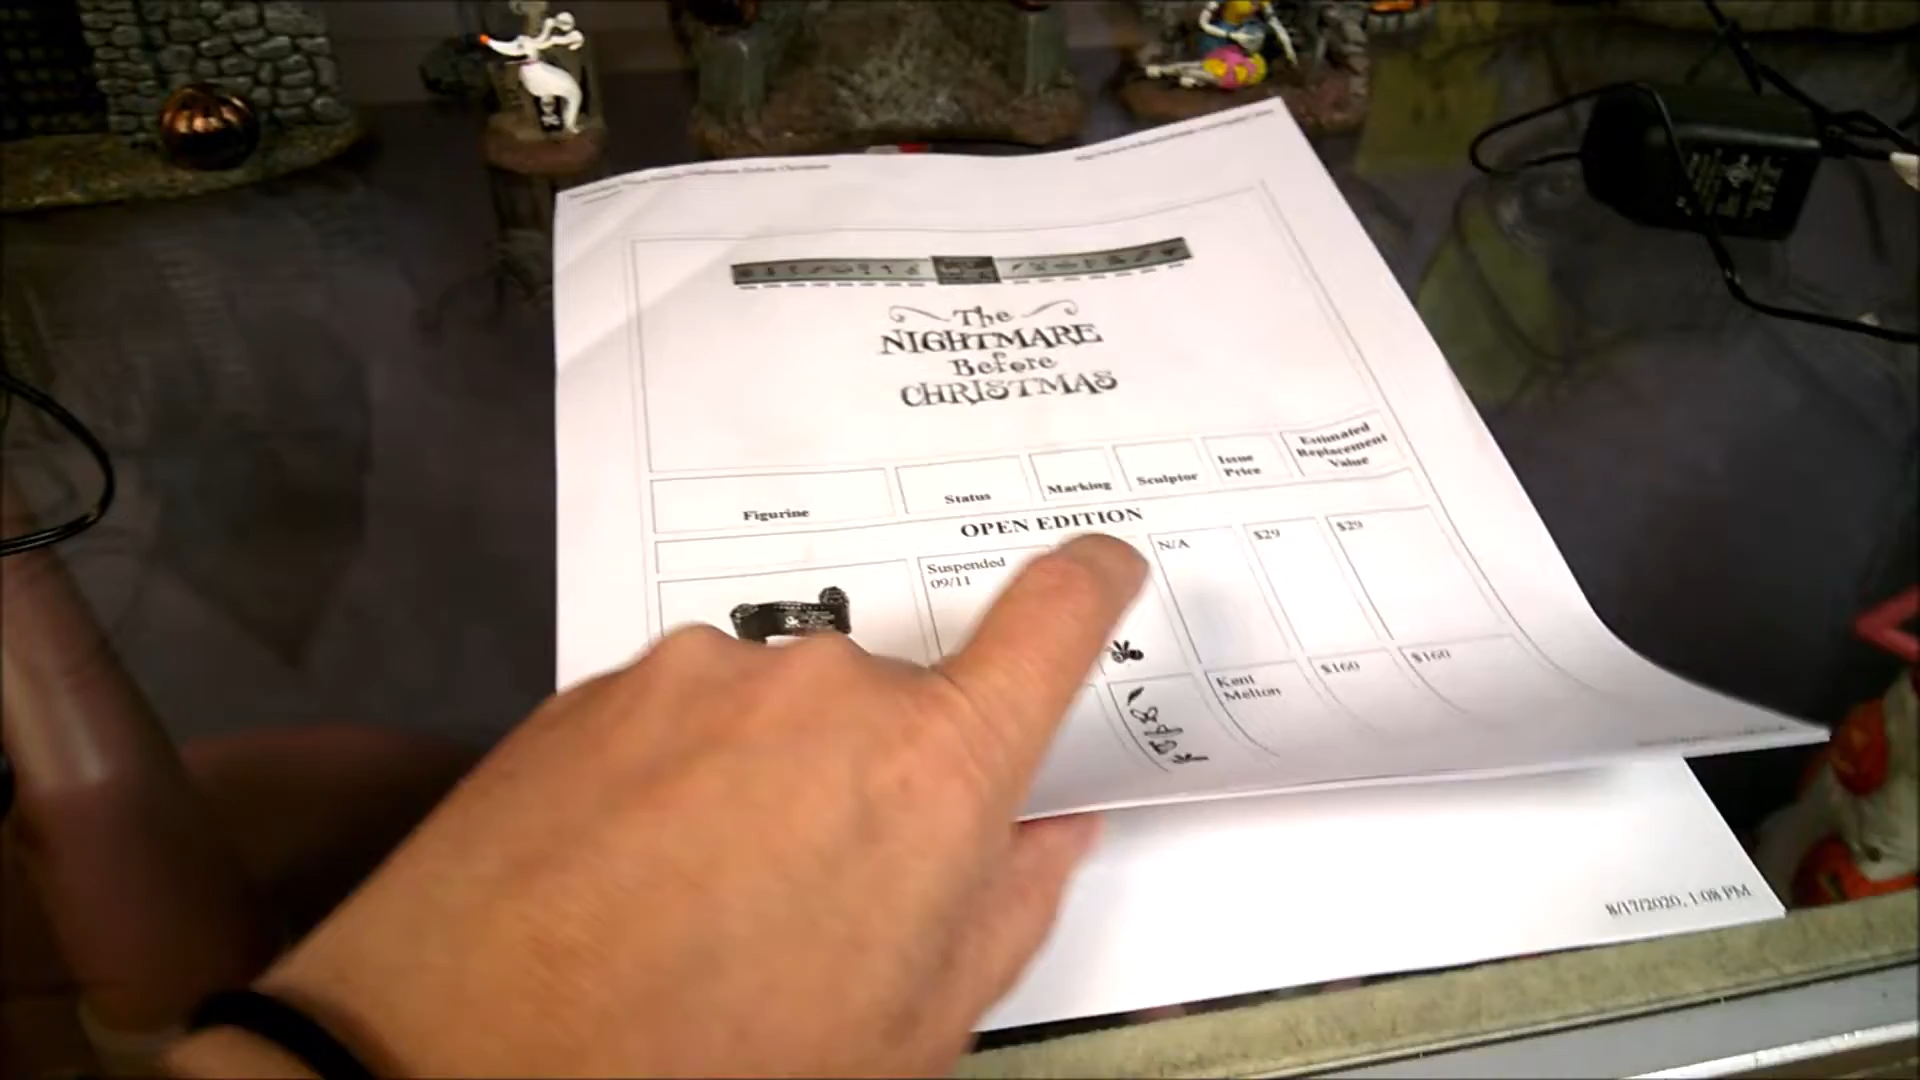 The
NIGHTMARE
Before
CHRISTMAS
Figurine
Status
Marking
Sculptor
Issue
Price
Estimated
Replacement
Value
OPEN EDITION
Suspended
09/11
N/A
$29
$29
Kent
Melton
$160
$160
8/17/2020, 1:08 PM